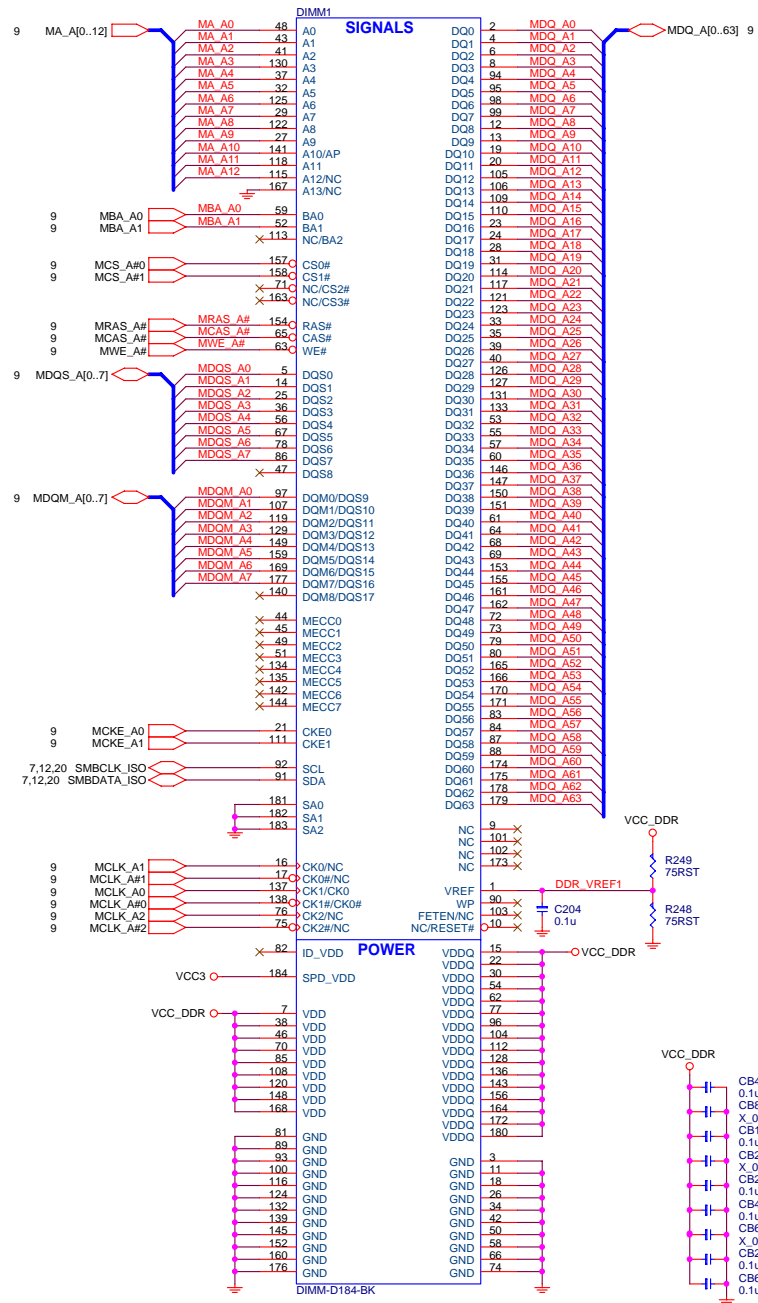 DIMM1
SIGNALS
9 MA_A[0..12]
MA_A0 48 A0
MA_A1 43 A1
MA_A2 41 A2
MA_A3 130 A3
MA_A4 37 A4
MA_A5 32 A5
MA_A6 125 A6
MA_A7 29 A7
MA_A8 122 A8
MA_A9 27 A9
MA_A10 141 A10/AP
MA_A11 118 A11
MA_A12 115 A12/NC
167 A13/NC
9 MBA_A0 MBA_A0 59 BA0
9 MBA_A1 MBA_A1 52 BA1
113 NC/BA2
9 MCS_A#0 157 CS0#
9 MCS_A#1 158 CS1#
71 NC/CS2#
163 NC/CS3#
9 MRAS_A# MRAS_A# 154 RAS#
9 MCAS_A# MCAS_A# 65 CAS#
9 MWE_A# MWE_A# 63 WE#
9 MDQS_A[0..7]
MDQS_A0 5 DQS0
MDQS_A1 14 DQS1
MDQS_A2 25 DQS2
MDQS_A3 36 DQS3
MDQS_A4 56 DQS4
MDQS_A5 67 DQS5
MDQS_A6 78 DQS6
MDQS_A7 86 DQS7
47 DQS8
9 MDQM_A[0..7]
MDQM_A0 97 DQM0/DQS9
MDQM_A1 107 DQM1/DQS10
MDQM_A2 119 DQM2/DQS11
MDQM_A3 129 DQM3/DQS12
MDQM_A4 149 DQM4/DQS13
MDQM_A5 159 DQM5/DQS14
MDQM_A6 169 DQM6/DQS15
MDQM_A7 177 DQM7/DQS16
140 DQM8/DQS17
44 MECC0
45 MECC1
49 MECC2
51 MECC3
134 MECC4
135 MECC5
142 MECC6
144 MECC7
9 MCKE_A0 21 CKE0
9 MCKE_A1 111 CKE1
7,12,20 SMBCLK_ISO 92 SCL
7,12,20 SMBDATA_ISO 91 SDA
181 SA0
182 SA1
183 SA2
9 MCLK_A1 16 CK0/NC
9 MCLK_A#1 17 CK0#/NC
9 MCLK_A0 137 CK1/CK0
9 MCLK_A#0 138 CK1#/CK0#
9 MCLK_A2 76 CK2/NC
9 MCLK_A#2 75 CK2#/NC
MDQ_A[0..63] 9
DQ0 2 MDQ_A0
DQ1 4 MDQ_A1
DQ2 6 MDQ_A2
DQ3 8 MDQ_A3
DQ4 94 MDQ_A4
DQ5 95 MDQ_A5
DQ6 98 MDQ_A6
DQ7 99 MDQ_A7
DQ8 12 MDQ_A8
DQ9 13 MDQ_A9
DQ10 19 MDQ_A10
DQ11 20 MDQ_A11
DQ12 105 MDQ_A12
DQ13 106 MDQ_A13
DQ14 109 MDQ_A14
DQ15 110 MDQ_A15
DQ16 23 MDQ_A16
DQ17 24 MDQ_A17
DQ18 28 MDQ_A18
DQ19 31 MDQ_A19
DQ20 114 MDQ_A20
DQ21 117 MDQ_A21
DQ22 121 MDQ_A22
DQ23 123 MDQ_A23
DQ24 33 MDQ_A24
DQ25 35 MDQ_A25
DQ26 39 MDQ_A26
DQ27 40 MDQ_A27
DQ28 126 MDQ_A28
DQ29 127 MDQ_A29
DQ30 131 MDQ_A30
DQ31 133 MDQ_A31
DQ32 53 MDQ_A32
DQ33 55 MDQ_A33
DQ34 57 MDQ_A34
DQ35 60 MDQ_A35
DQ36 146 MDQ_A36
DQ37 147 MDQ_A37
DQ38 150 MDQ_A38
DQ39 151 MDQ_A39
DQ40 61 MDQ_A40
DQ41 64 MDQ_A41
DQ42 68 MDQ_A42
DQ43 69 MDQ_A43
DQ44 153 MDQ_A44
DQ45 155 MDQ_A45
DQ46 161 MDQ_A46
DQ47 162 MDQ_A47
DQ48 72 MDQ_A48
DQ49 73 MDQ_A49
DQ50 79 MDQ_A50
DQ51 80 MDQ_A51
DQ52 165 MDQ_A52
DQ53 166 MDQ_A53
DQ54 170 MDQ_A54
DQ55 171 MDQ_A55
DQ56 83 MDQ_A56
DQ57 84 MDQ_A57
DQ58 87 MDQ_A58
DQ59 88 MDQ_A59
DQ60 174 MDQ_A60
DQ61 175 MDQ_A61
DQ62 178 MDQ_A62
DQ63 179 MDQ_A63
NC 9
NC 101
NC 102
NC 173
VREF 1 DDR_VREF1
WP 90
FETEN/NC 103
NC/RESET# 10
C204
0.1u
VCC_DDR
R249
75RST
R248
75RST
POWER
82 ID_VDD
VCC3 184 SPD_VDD
VCC_DDR 7 VDD
38 VDD
46 VDD
70 VDD
85 VDD
108 VDD
120 VDD
148 VDD
168 VDD
81 GND
89 GND
93 GND
100 GND
116 GND
124 GND
132 GND
139 GND
145 GND
152 GND
160 GND
176 GND
VDDQ 15 VCC_DDR
VDDQ 22
VDDQ 30
VDDQ 54
VDDQ 62
VDDQ 77
VDDQ 96
VDDQ 104
VDDQ 112
VDDQ 128
VDDQ 136
VDDQ 143
VDDQ 156
VDDQ 164
VDDQ 172
VDDQ 180
GND 3
GND 11
GND 18
GND 26
GND 34
GND 42
GND 50
GND 58
GND 66
GND 74
DIMM-D184-BK
VCC_DDR